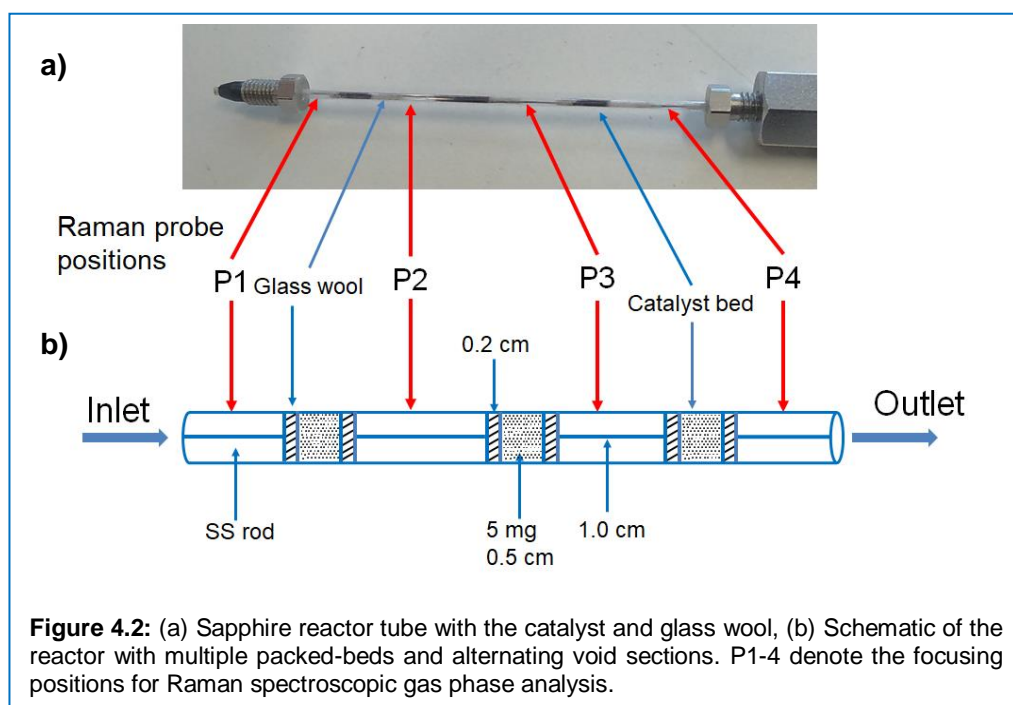 a)
Raman probe
positions
P1 Glass wool P2 P3 Catalyst bed P4
b)
0.2 cm
Inlet
Outlet
SS rod
5 mg
0.5 cm
1.0 cm
Figure 4.2: (a) Sapphire reactor tube with the catalyst and glass wool, (b) Schematic of the
reactor with multiple packed-beds and alternating void sections. P1-4 denote the focusing
positions for Raman spectroscopic gas phase analysis.